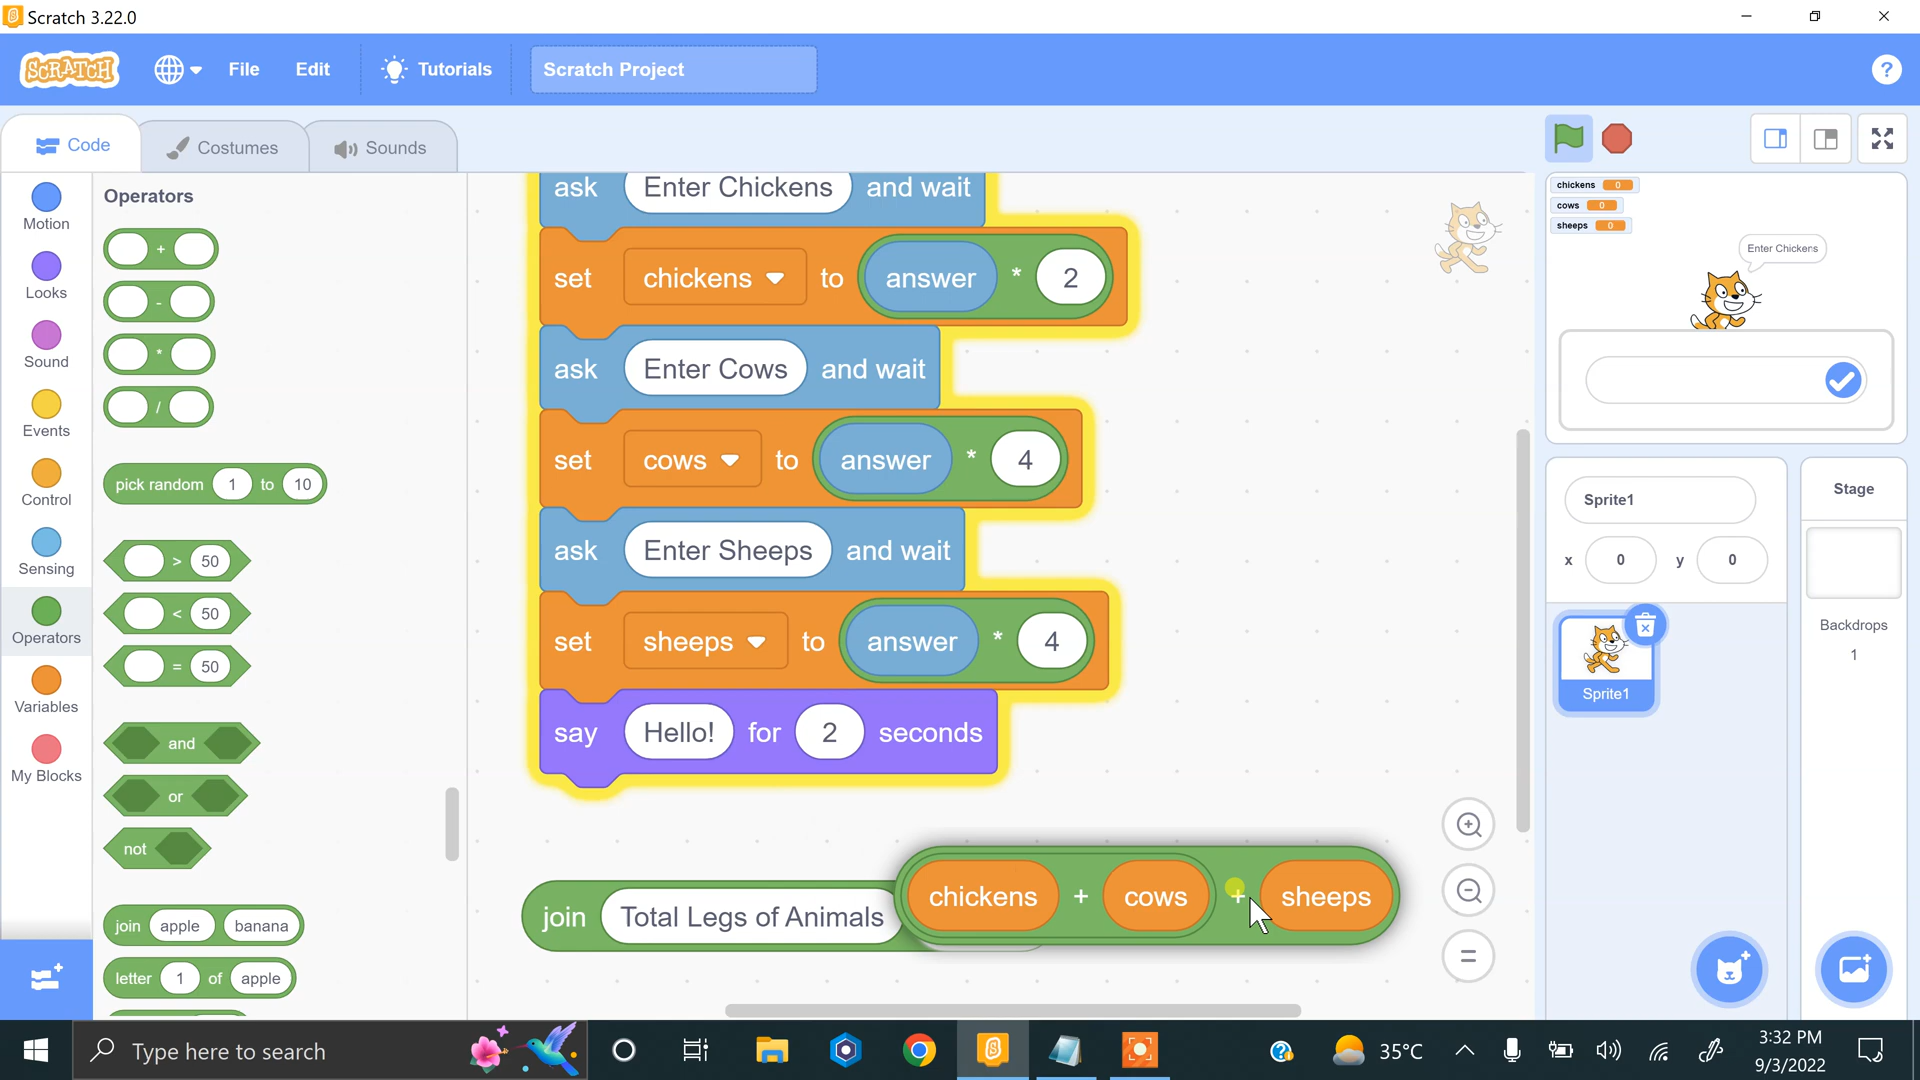 Scratch 3.22.0
SCRATCH
File
Edit
Tutorials
Scratch Project
?
Code
Costumes
Sounds
Motion
Looks
Sound
Events
Control
Sensing
Operators
Variables
My Blocks
Operators
+
-
*
/
pick random 1 to 10
> 50
< 50
= 50
and
or
not
join apple banana
letter 1 of apple
ask Enter Chickens and wait
set chickens to answer * 2
ask Enter Cows and wait
set cows to answer * 4
ask Enter Sheeps and wait
set sheeps to answer * 4
say Hello! for 2 seconds
join Total Legs of Animals
chickens + cows + sheeps
chickens 0
cows 0
sheeps 0
Enter Chickens
Sprite1
x 0 y 0
Sprite1
Stage
Backdrops
1
Type here to search
35°C
3:32 PM
9/3/2022